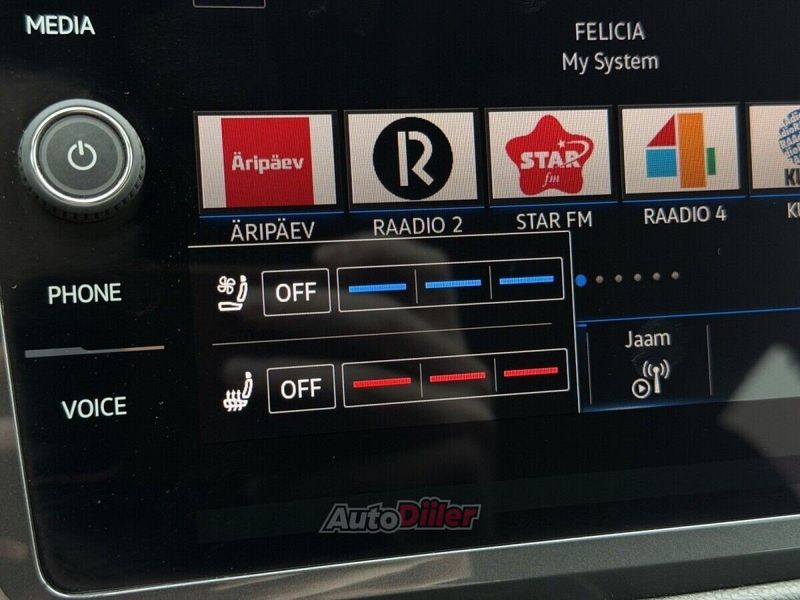 MEDIA
FELICIA
My System
Äripäev
R
STAR
fm
ÄRIPÄEV
RAADIO 2
STAR FM
RAADIO 4
PHONE
OFF
Jaam
OFF
VOICE
AutoDiiler